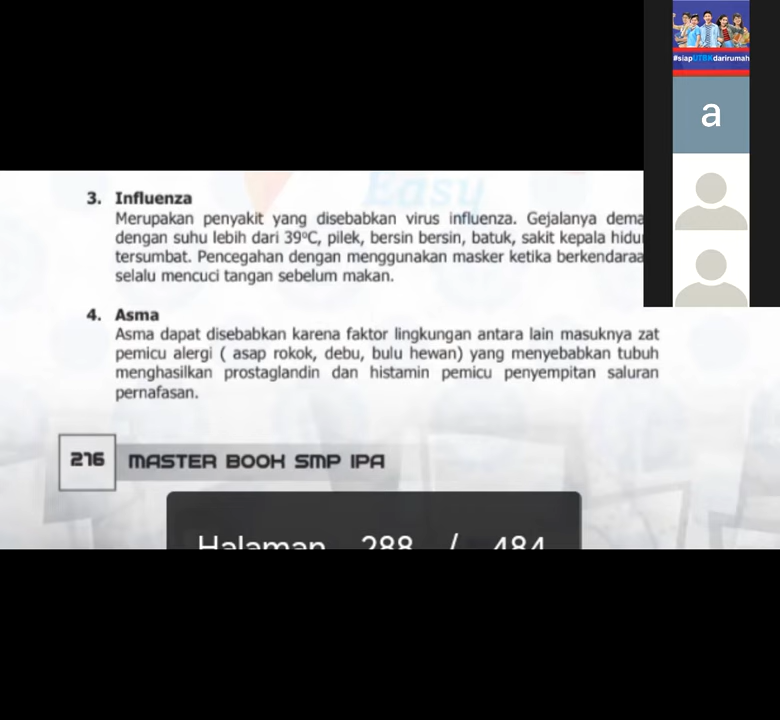 #siapUTBKdarirumah
a
Easy
3. Influenza
Merupakan penyakit yang disebabkan virus influenza. Gejalanya dema
dengan suhu lebih dari 39°C, pilek, bersin bersin, batuk, sakit kepala hidu
tersumbat. Pencegahan dengan menggunakan masker ketika berkendaraa
selalu mencuci tangan sebelum makan.
4. Asma
Asma dapat disebabkan karena faktor lingkungan antara lain masuknya zat
pemicu alergi ( asap rokok, debu, bulu hewan) yang menyebabkan tubuh
menghasilkan prostaglandin dan histamin pemicu penyempitan saluran
pernafasan.
216 MASTER BOOK SMP IPA
Halaman 288 / 484